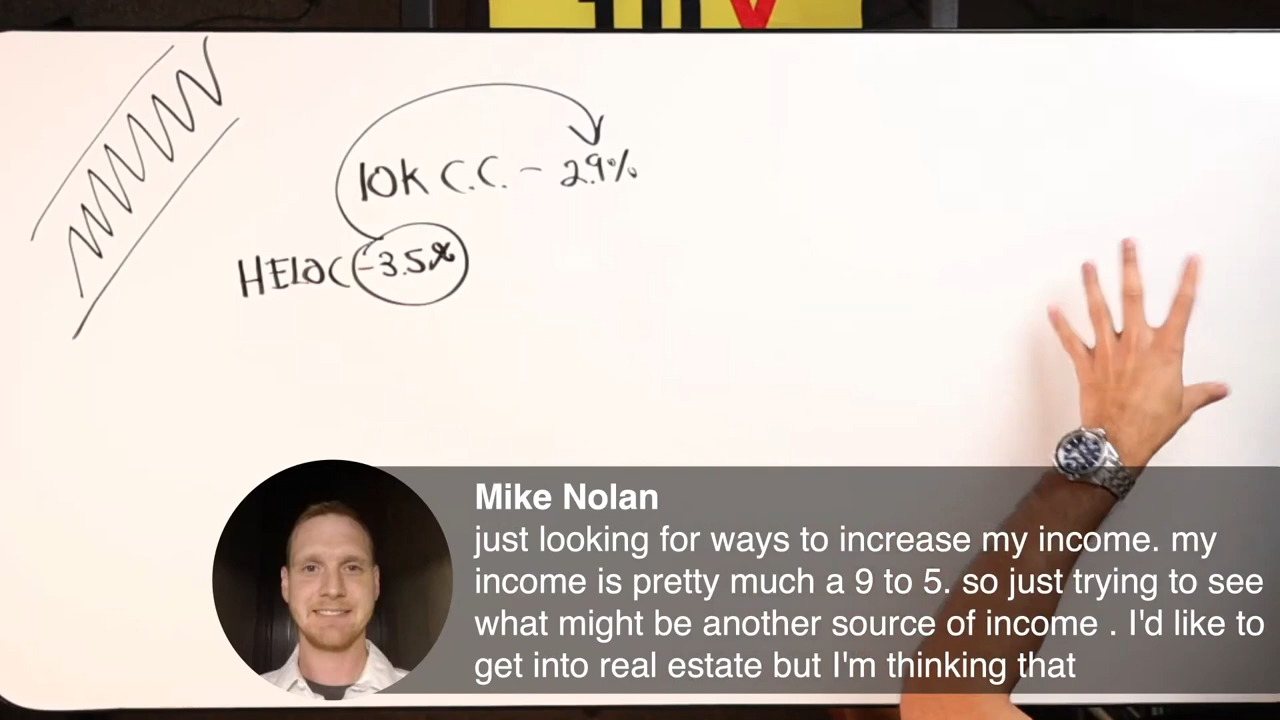 10K C.C. - 2.9%
HELOC - 3.5%
Mike Nolan
just looking for ways to increase my income. my
income is pretty much a 9 to 5. so just trying to see
what might be another source of income . I'd like to
get into real estate but I'm thinking that